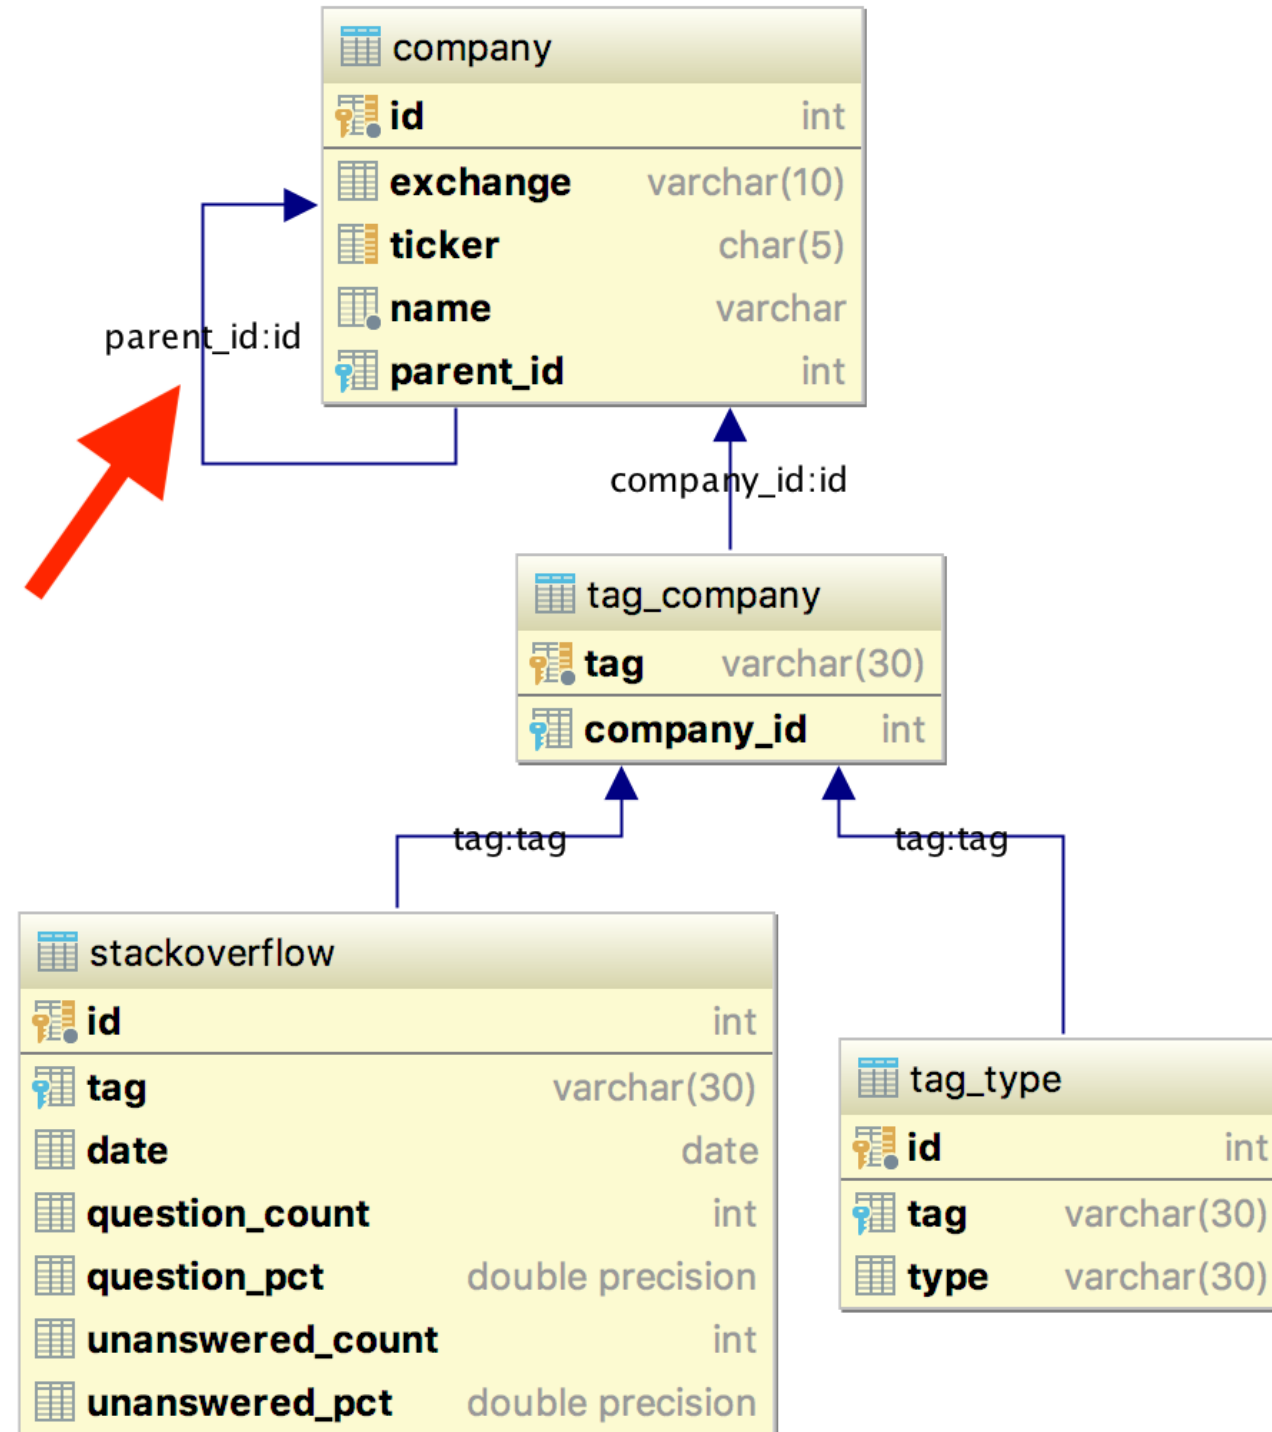 company
id int
exchange varchar(10)
ticker char(5)
name varchar
parent_id int
parent_id:id
company_id:id
tag_company
tag varchar(30)
company_id int
tag:tag
tag:tag
stackoverflow
id int
tag varchar(30)
date date
question_count int
question_pct double precision
unanswered_count int
unanswered_pct double precision
tag_type
id int
tag varchar(30)
type varchar(30)